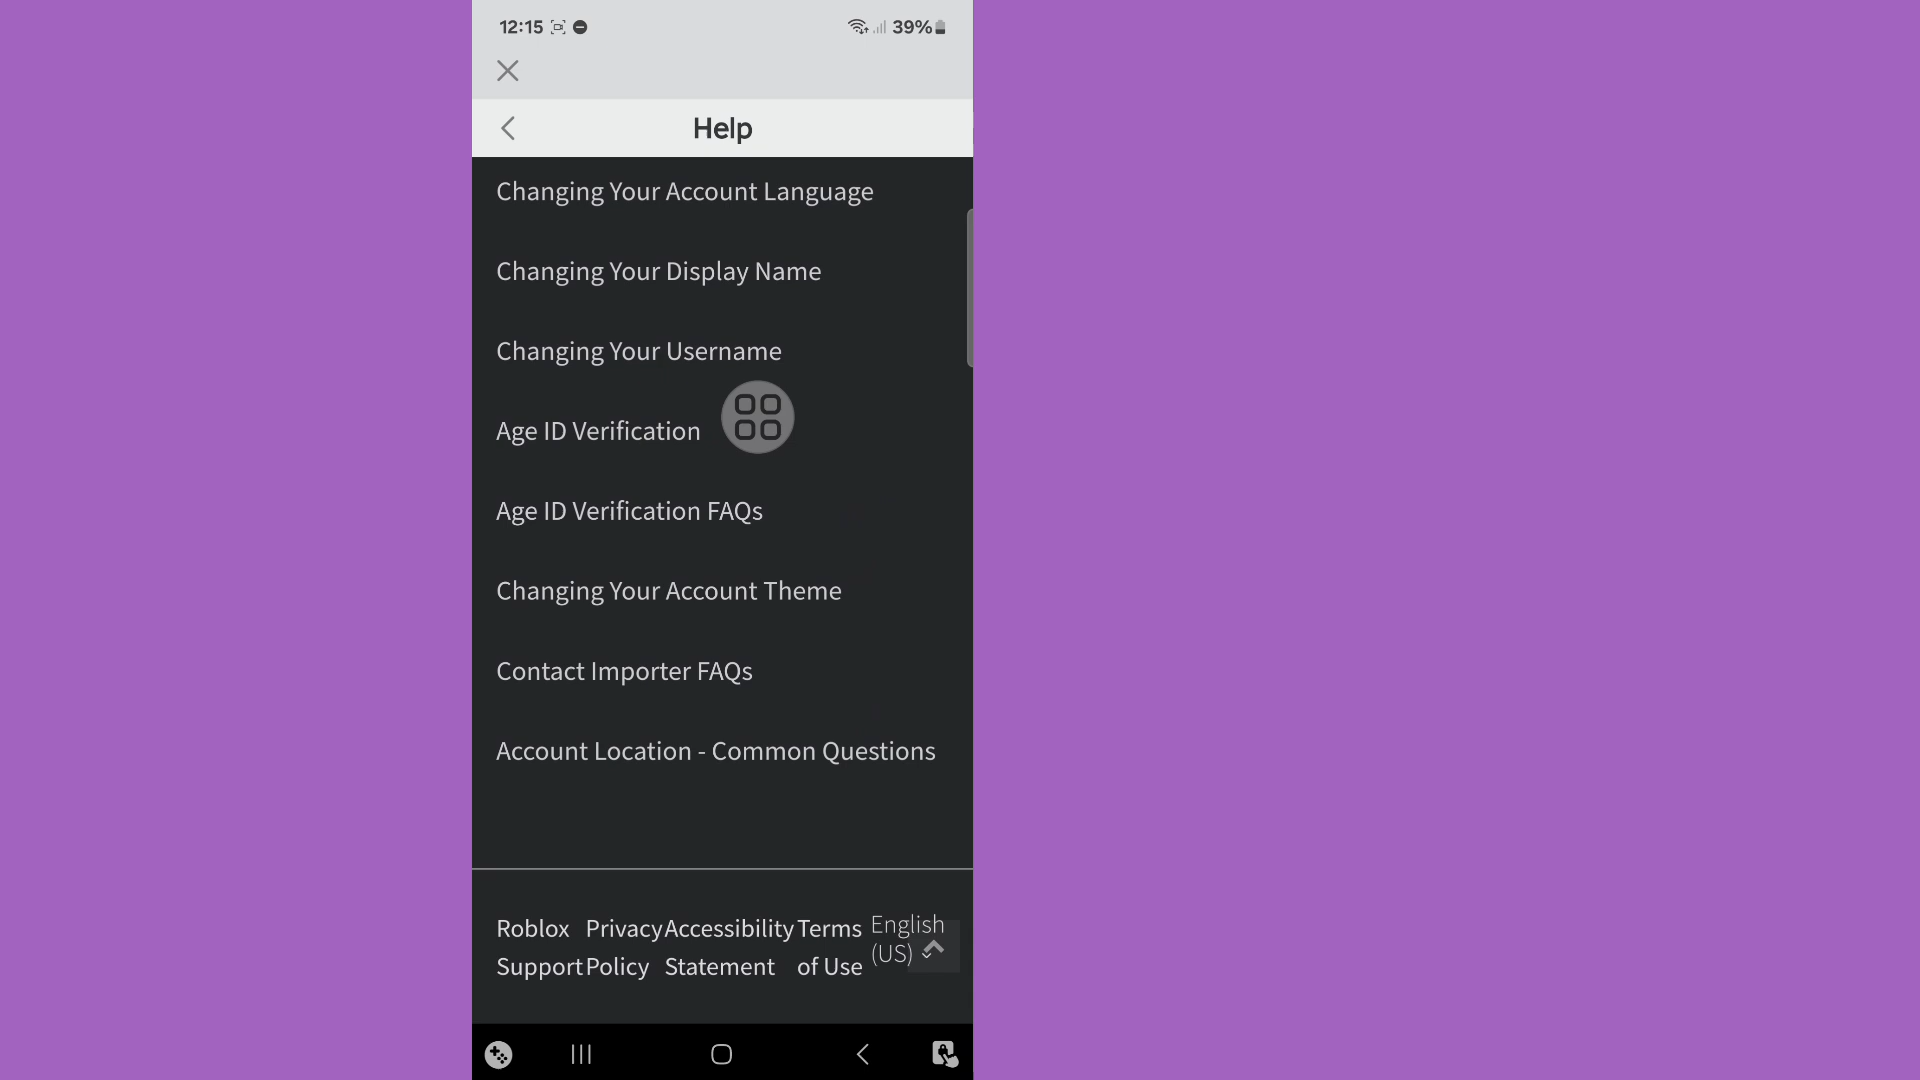 12:15 39%
Help
Changing Your Account Language
Changing Your Display Name
Changing Your Username
Age ID Verification
Age ID Verification FAQs
Changing Your Account Theme
Contact Importer FAQs
Account Location - Common Questions
Roblox Support
Privacy Policy
Accessibility Statement
Terms of Use
English (US)